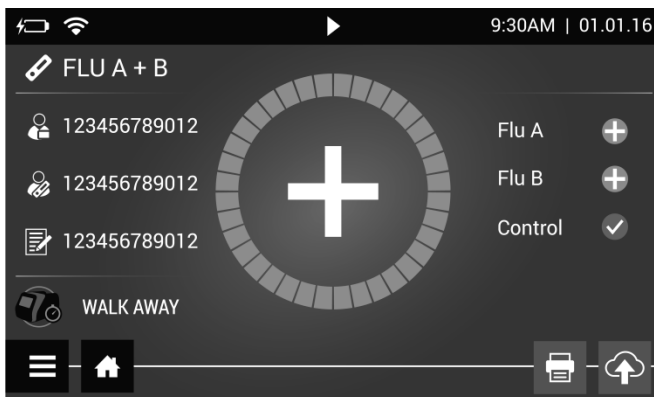 9:30AM | 01.01.16
FLU A + B
123456789012
123456789012
123456789012
WALK AWAY
Flu A
Flu B
Control